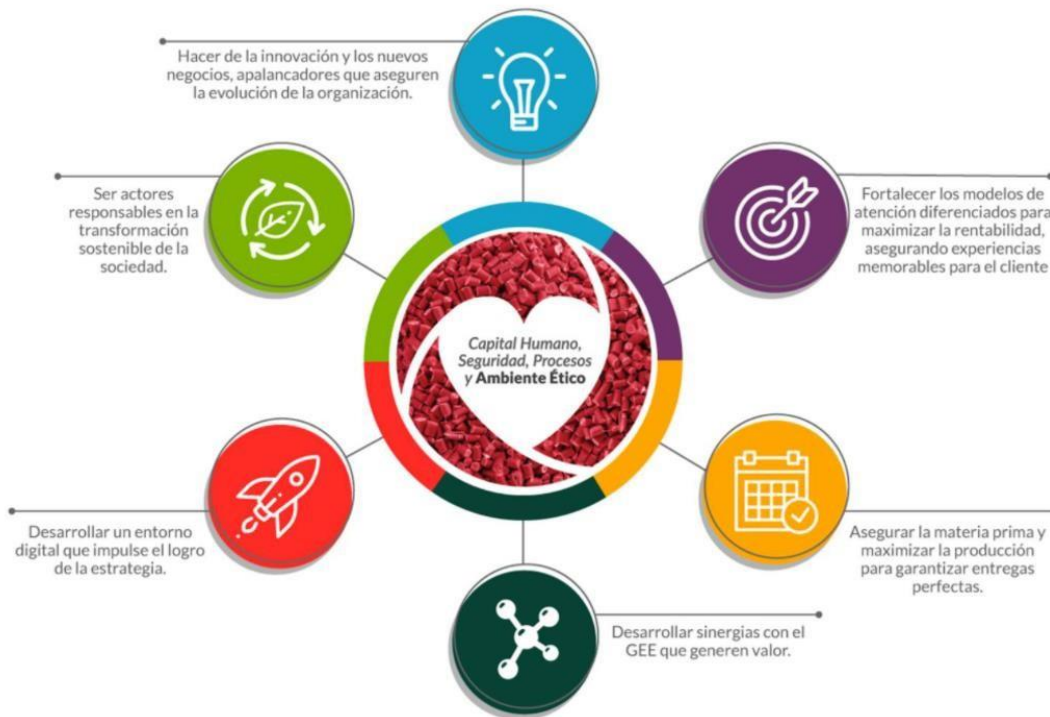 Hacer de la innovación y los nuevos
negocios, apalancadores que aseguren
la evolución de la organización.
Ser actores
responsables en la
transformación
sostenible de la
sociedad.
Fortalecer los modelos de
atención diferenciados para
maximizar la rentabilidad,
asegurando experiencias
memorables para el cliente
Capital Humano,
Seguridad, Procesos
y Ambiente Ético
Desarrollar un entorno
digital que impulse el logro
de la estrategia.
Asegurar la materia prima y
maximizar la producción
para garantizar entregas
perfectas.
Desarrollar sinergias con el
GEE que generen valor.